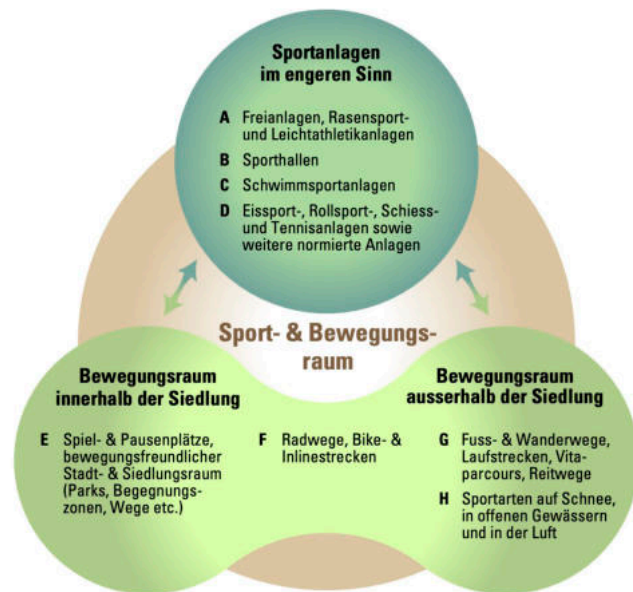 Sportanlagen
im engeren Sinn
A Freianlagen, Rasensport-
und Leichtathletikanlagen
B Sporthallen
C Schwimmsportanlagen
D Eissport-, Rollsport-, Schiess-
und Tennisanlagen sowie
weitere normierte Anlagen
Sport- & Bewegungs-
raum
Bewegungsraum
innerhalb der Siedlung
E Spiel- & Pausenplätze,
bewegungsfreundlicher
Stadt- & Siedlungsraum
(Parks, Begegnungs-
zonen, Wege etc.)
F Radwege, Bike- &
Inlinestrecken
Bewegungsraum
ausserhalb der Siedlung
G Fuss- & Wanderwege,
Laufstrecken, Vita-
parcours, Reitwege
H Sportarten auf Schnee,
in offenen Gewässern
und in der Luft